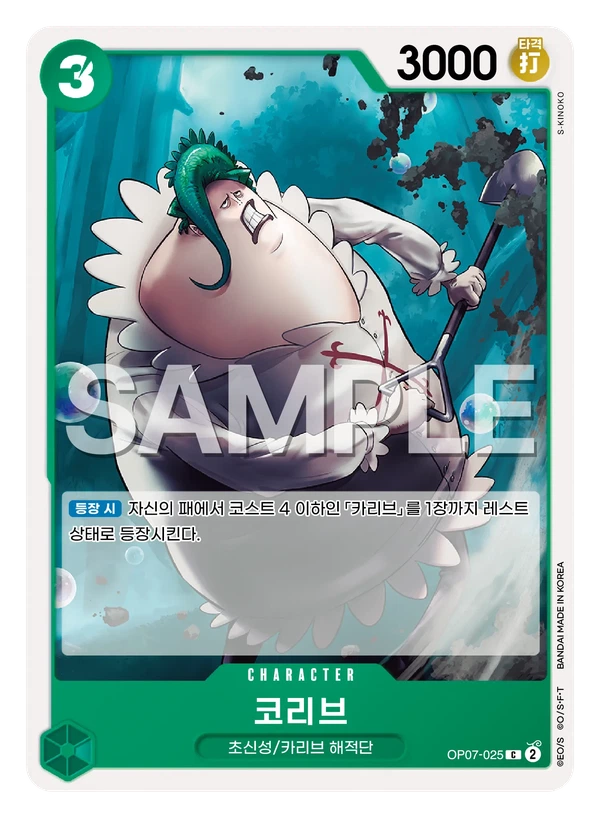 3
3000
타격
打
S-KINOKO
SAMPLE
등장 시 자신의 패에서 코스트 4 이하인 「카리브」를 1장까지 레스트
상태로 등장시킨다.
CHARACTER
코리브
초신성/카리브 해적단
OP07-025 C 2
©EO/S ©O/S·F·T BANDAI MADE IN KOREA